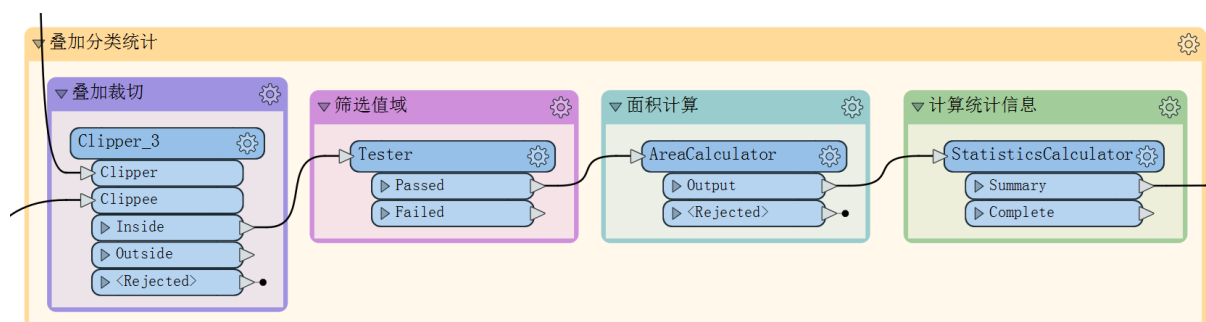 叠加分类统计
叠加裁切
Clipper_3
Clipper
Clippee
Inside
Outside
<Rejected>
筛选值域
Tester
Passed
Failed
面积计算
AreaCalculator
Output
<Rejected>
计算统计信息
StatisticsCalculator
Summary
Complete